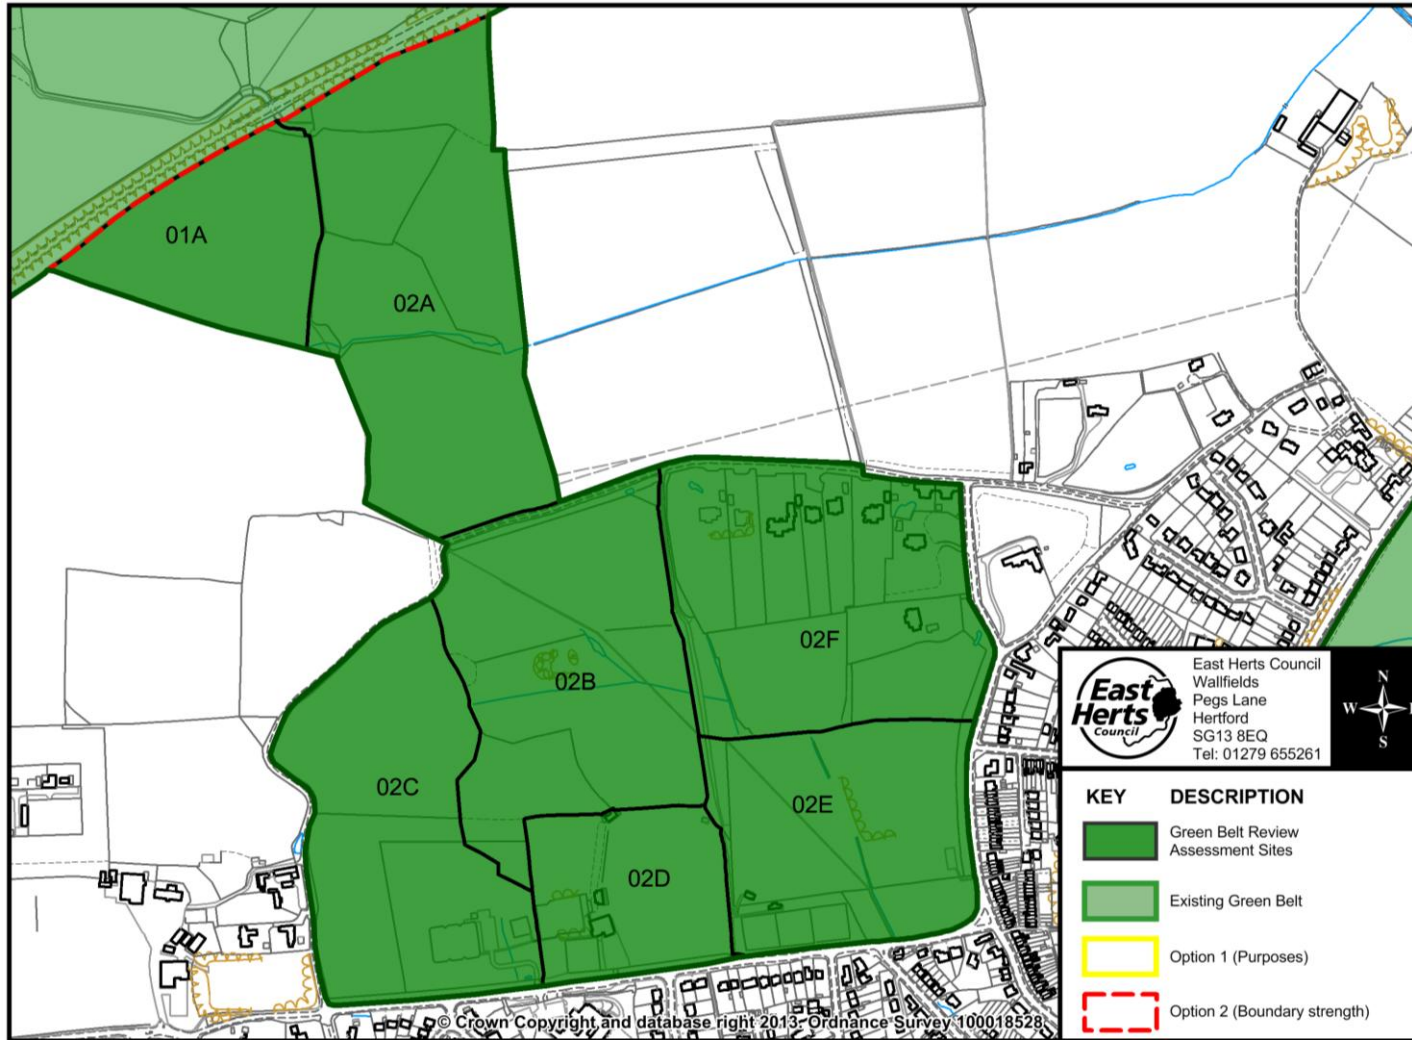 01A
02A
02F
02B
02C
02E
02D
East Herts Council
East Herts Council
Wallfields
Pegs Lane
Hertford
SG13 8EQ
Tel: 01279 655261
N
W
S
KEY DESCRIPTION
Green Belt Review
Assessment Sites
Existing Green Belt
Option 1 (Purposes)
Option 2 (Boundary strength)
© Crown Copyright and database right 2013. Ordnance Survey 100018528